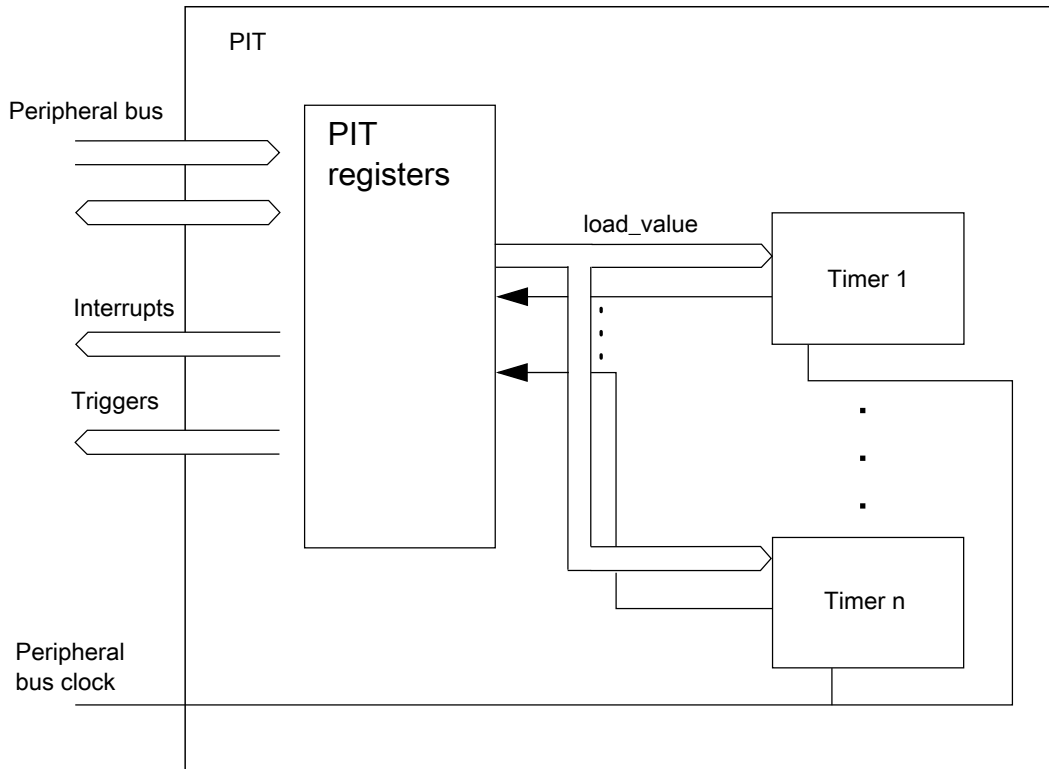 PIT
Peripheral bus
PIT
registers
load_value
Timer 1
Interrupts
Triggers
Timer n
Peripheral
bus clock